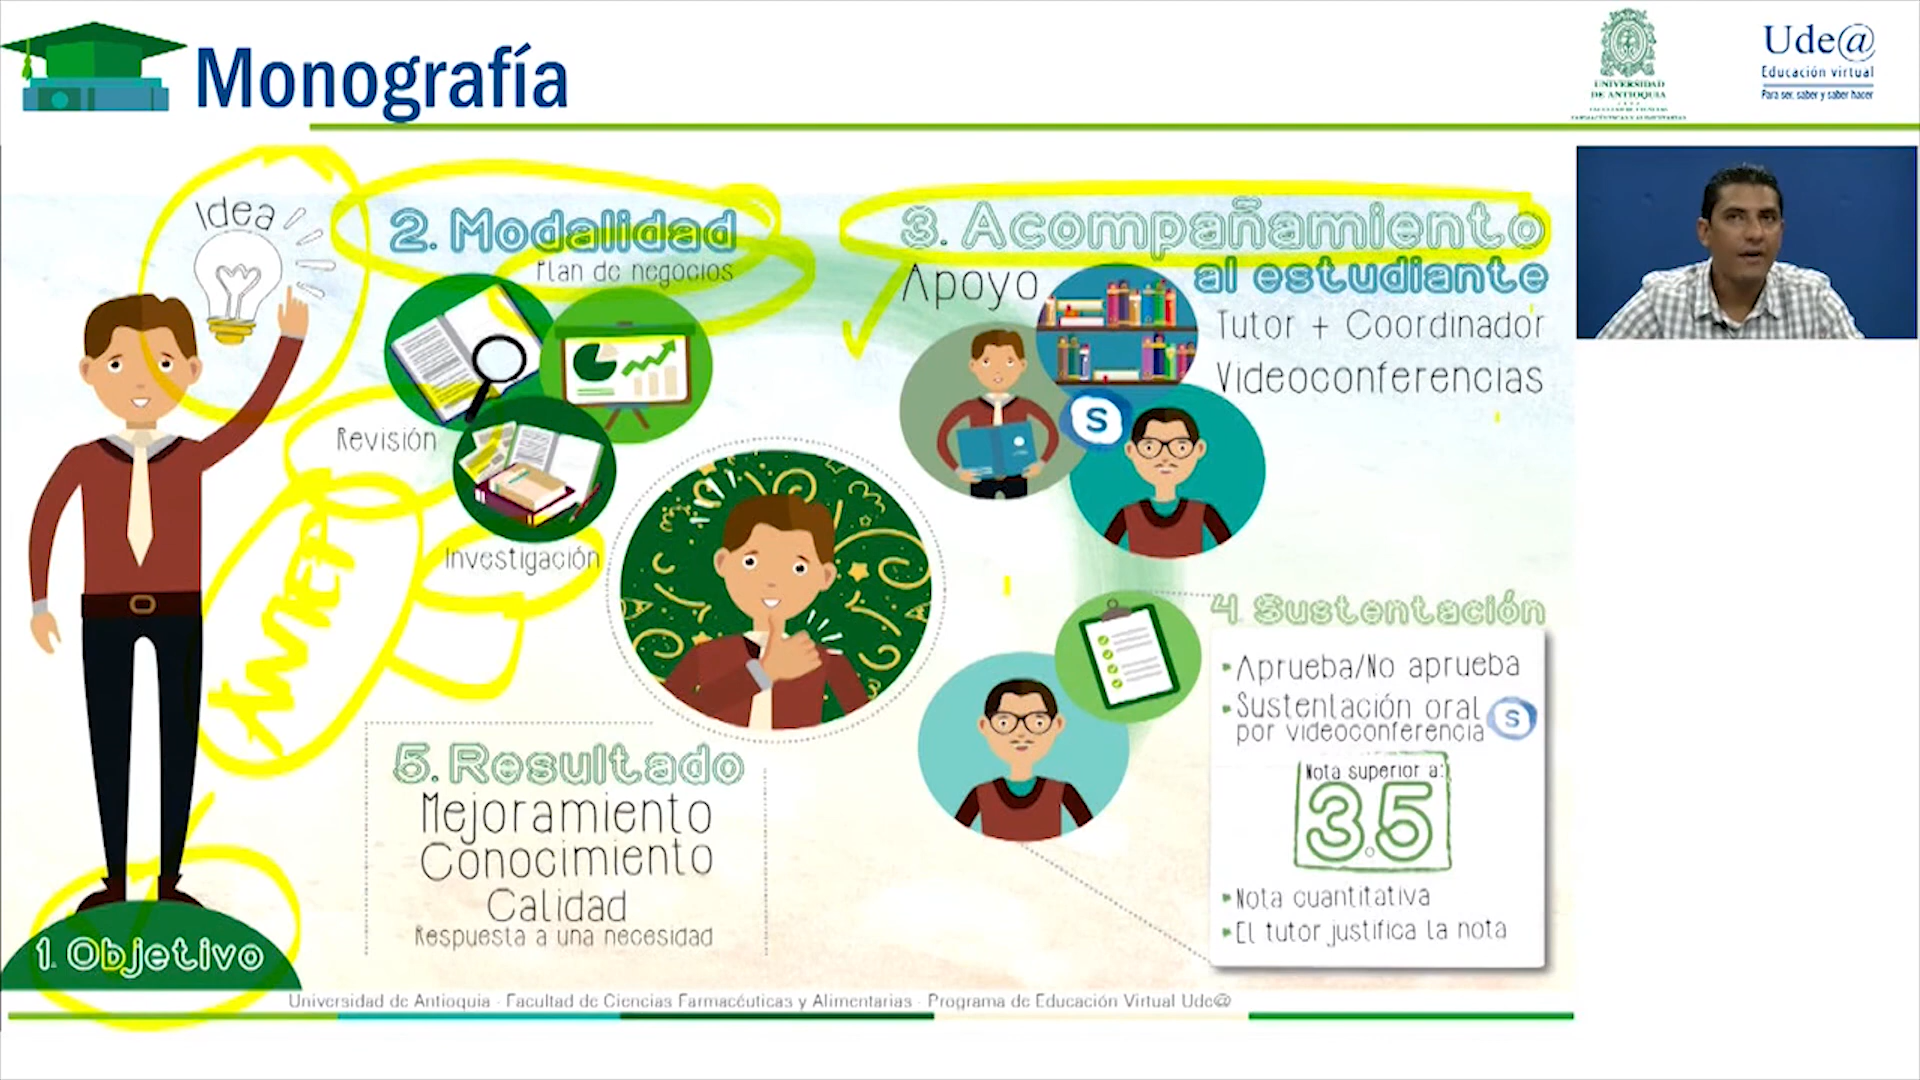 Monografía
UNIVERSIDAD
DE ANTIOQUIA
Ude@
Educación virtual
Para ser, saber y saber hacer
Idea
2. Modalidad
Plan de negocios
Revisión
Investigación
3. Acompañamiento
al estudiante
Apoyo
Tutor + Coordinador
Videoconferencias
S
4. Sustentación
Aprueba/No aprueba
Sustentación oral
por videoconferencia
S
Nota superior a:
3.5
Nota cuantitativa
El tutor justifica la nota
5. Resultado
Mejoramiento
Conocimiento
Calidad
Respuesta a una necesidad
1. Objetivo
Universidad de Antioquia · Facultad de Ciencias Farmacéuticas y Alimentarias · Programa de Educación Virtual Ude@